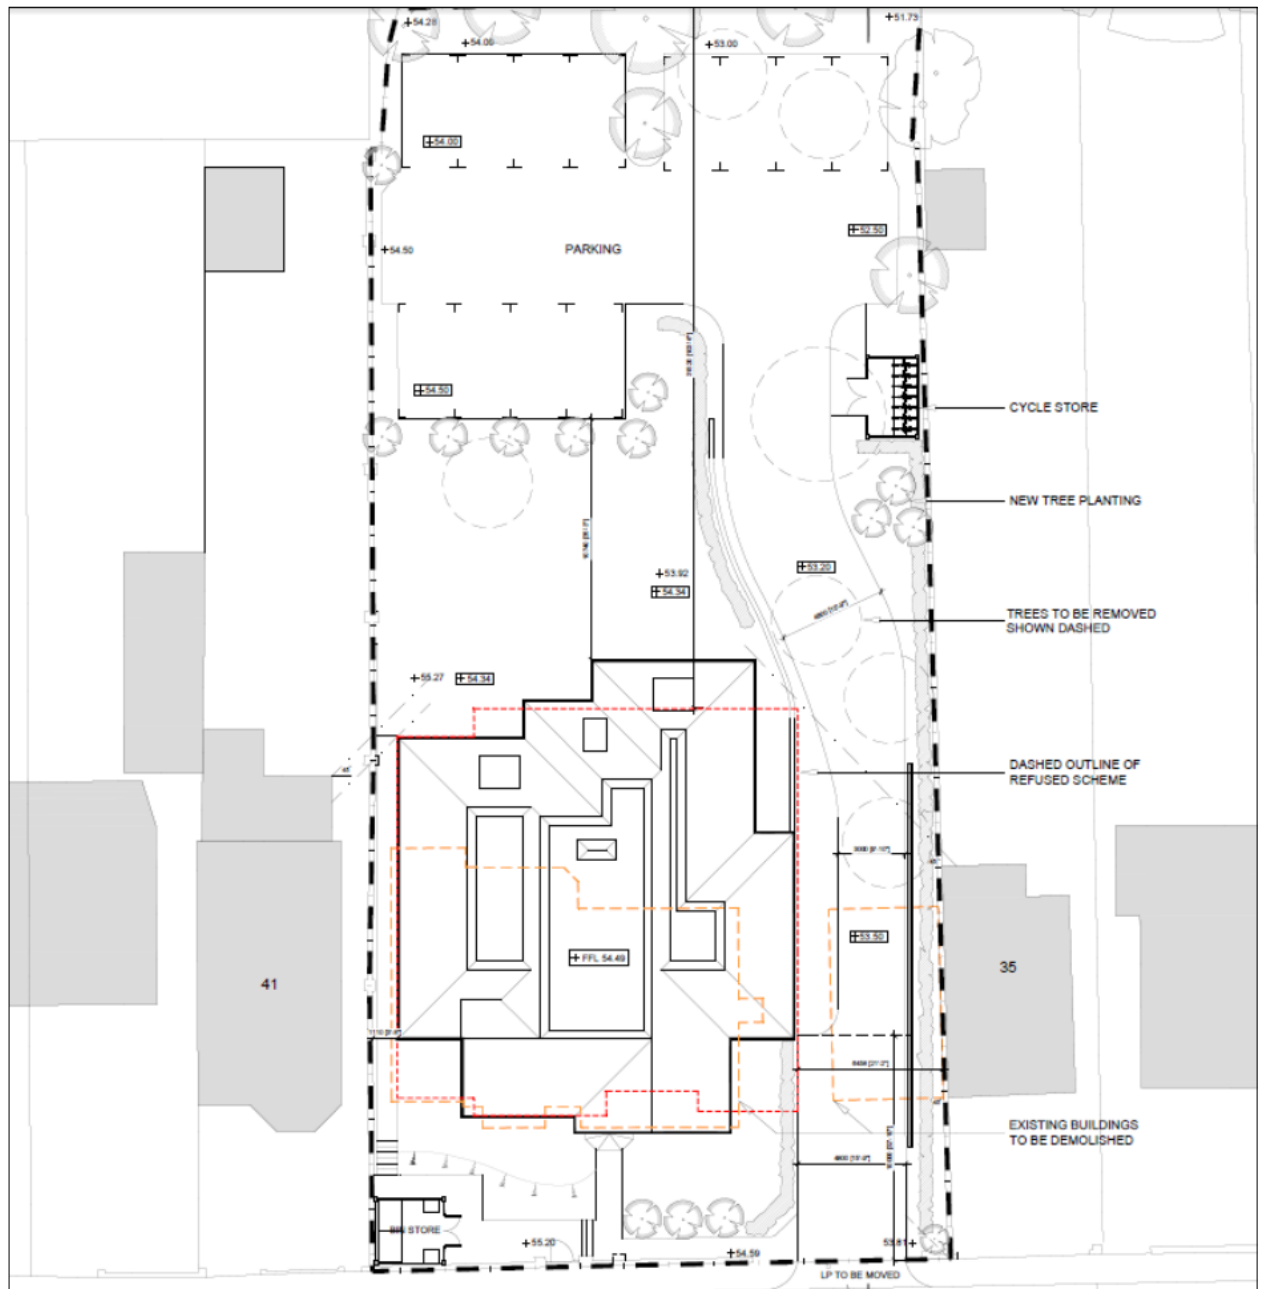 +54.28
+54.00
+53.00
+51.73
+54.00
+54.50
PARKING
+52.50
+54.50
CYCLE STORE
NEW TREE PLANTING
+53.20
+53.92
+54.34
TREES TO BE REMOVED
SHOWN DASHED
+55.27
+54.34
DASHED OUTLINE OF
REFUSED SCHEME
+53.50
+ FFL 54.49
41
35
EXISTING BUILDINGS
TO BE DEMOLISHED
BIN STORE
+55.20
+54.59
53.81+
LP TO BE MOVED